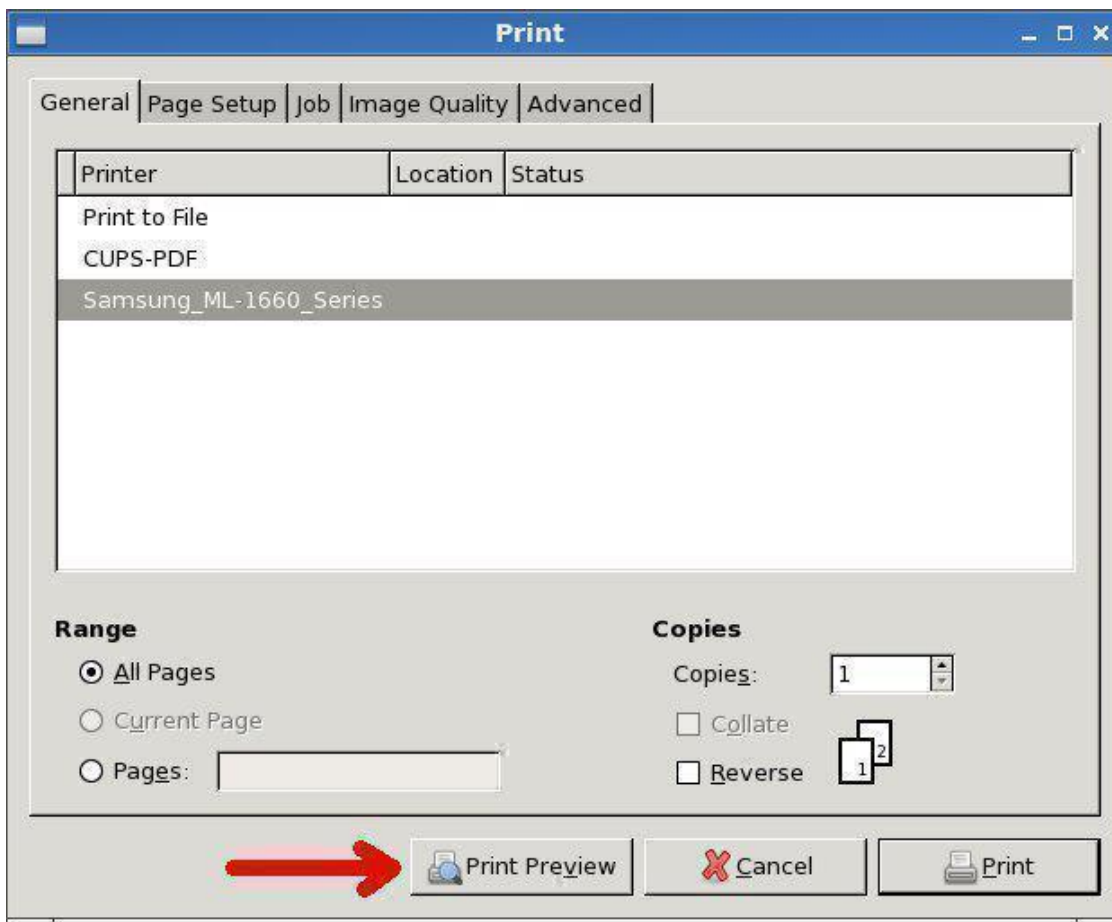 Print
General Page Setup Job Image Quality Advanced
Printer Location Status
Print to File
CUPS-PDF
Samsung_ML-1660_Series
Range Copies
All Pages Copies: 1
Current Page Collate
Pages: Reverse 1 2
Print Preview Cancel Print